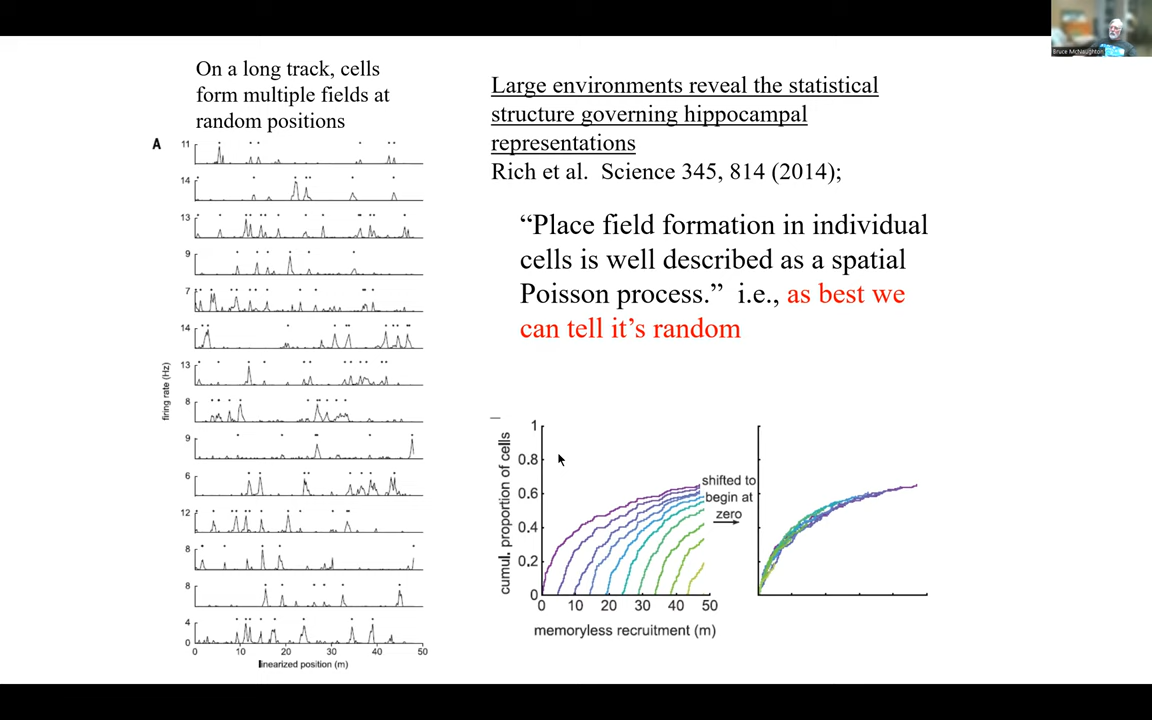 Bruce McNaughton
On a long track, cells
form multiple fields at
random positions
Large environments reveal the statistical
structure governing hippocampal
representations
Rich et al. Science 345, 814 (2014);
“Place field formation in individual
cells is well described as a spatial
Poisson process.” i.e., as best we
can tell it’s random
A
11
14
13
9
7
14
13
8
9
6
12
8
8
4
0
firing rate (Hz)
0 10 20 30 40 50
linearized position (m)
cumul. proportion of cells
1
0.8
0.6
0.4
0.2
0
0 10 20 30 40 50
memoryless recruitment (m)
shifted to
begin at
zero